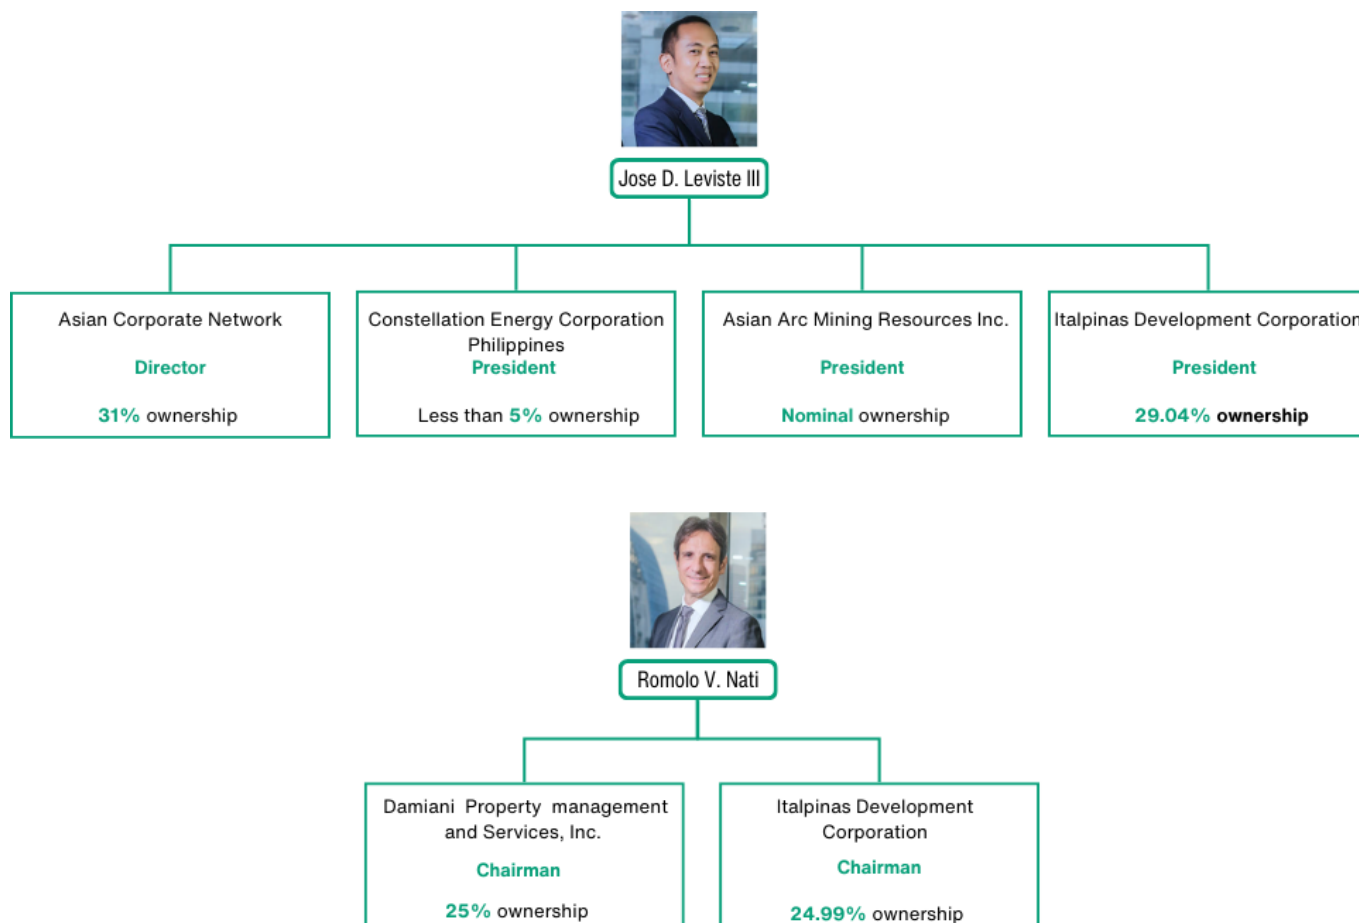 Jose D. Leviste III
Asian Corporate Network
Director
31% ownership
Constellation Energy Corporation
Philippines
President
Less than 5% ownership
Asian Arc Mining Resources Inc.
President
Nominal ownership
Italpinas Development Corporation
President
29.04% ownership
Romolo V. Nati
Damiani Property management
and Services, Inc.
Chairman
25% ownership
Italpinas Development
Corporation
Chairman
24.99% ownership